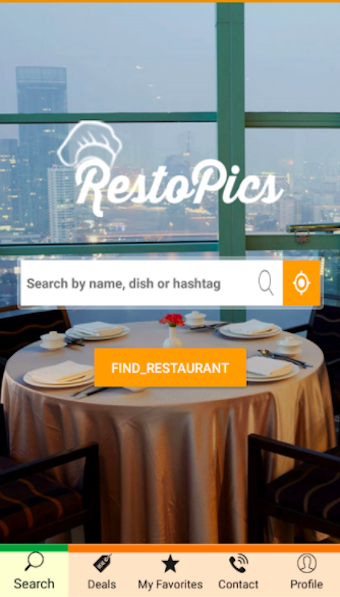 RestoPics
Search by name, dish or hashtag
FIND_RESTAURANT
Search
Deals
My Favorites
Contact
Profile